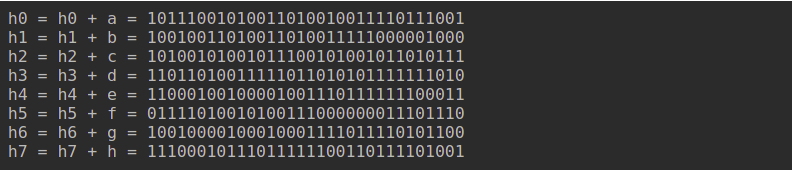 h0 = h0 + a = 10111001010011010010011110111001
h1 = h1 + b = 10010011010011010011111000001000
h2 = h2 + c = 10100101001011100101001011010111
h3 = h3 + d = 11011010011111011010101111111010
h4 = h4 + e = 11000100100001001110111111100011
h5 = h5 + f = 01111010010100111000000011101110
h6 = h6 + g = 10010000100010001111011110101100
h7 = h7 + h = 11100010111011111100110111101001